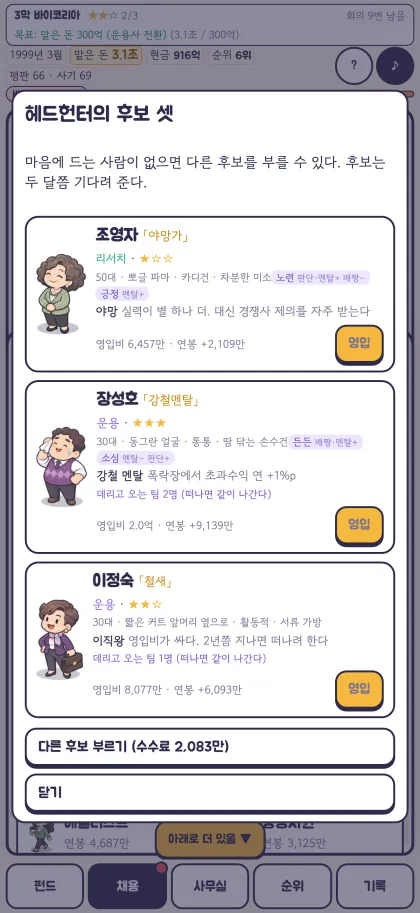 3막 바이코리아 ★★☆ 2/3 회의 9번 남음
목표: 맡은 돈 300억 (운용사 전환) (3.1조 / 300억)
1999년 3월 맡은 돈 3.1조 현금 916억 순위 6위
평판 66 · 사기 69
? ♪
헤드헌터의 후보 셋
마음에 드는 사람이 없으면 다른 후보를 부를 수 있다. 후보는
두 달쯤 기다려 준다.
조영자 「야망가」
리서치 · ★☆☆
50대 · 뽀글 파마 · 카디건 · 차분한 미소 노련 판단·멘탈+ 배짱−
긍정 멘탈+
야망 실력이 별 하나 더. 대신 경쟁사 제의를 자주 받는다
영입비 6,457만 · 연봉 +2,109만
영입
장성호 「강철멘탈」
운용 · ★★★
30대 · 동그란 얼굴 · 통통 · 땀 닦는 손수건 든든 배짱·멘탈+
소심 멘탈− 판단+
강철 멘탈 폭락장에서 초과수익 연 +1%p
데리고 오는 팀 2명 (떠나면 같이 나간다)
영입비 2.0억 · 연봉 +9,139만
영입
이정숙 「철새」
운용 · ★★☆
30대 · 짧은 커트 앞머리 옆으로 · 활동적 · 서류 가방
이직왕 영입비가 싸다. 2년쯤 지나면 떠나려 한다
데리고 오는 팀 1명 (떠나면 같이 나간다)
영입비 8,077만 · 연봉 +6,093만
영입
다른 후보 부르기 (수수료 2,083만)
닫기
연봉 4,687만 아래로 더 있음 ▼ 연봉 3,125만
펀드 채용 사무실 순위 기록